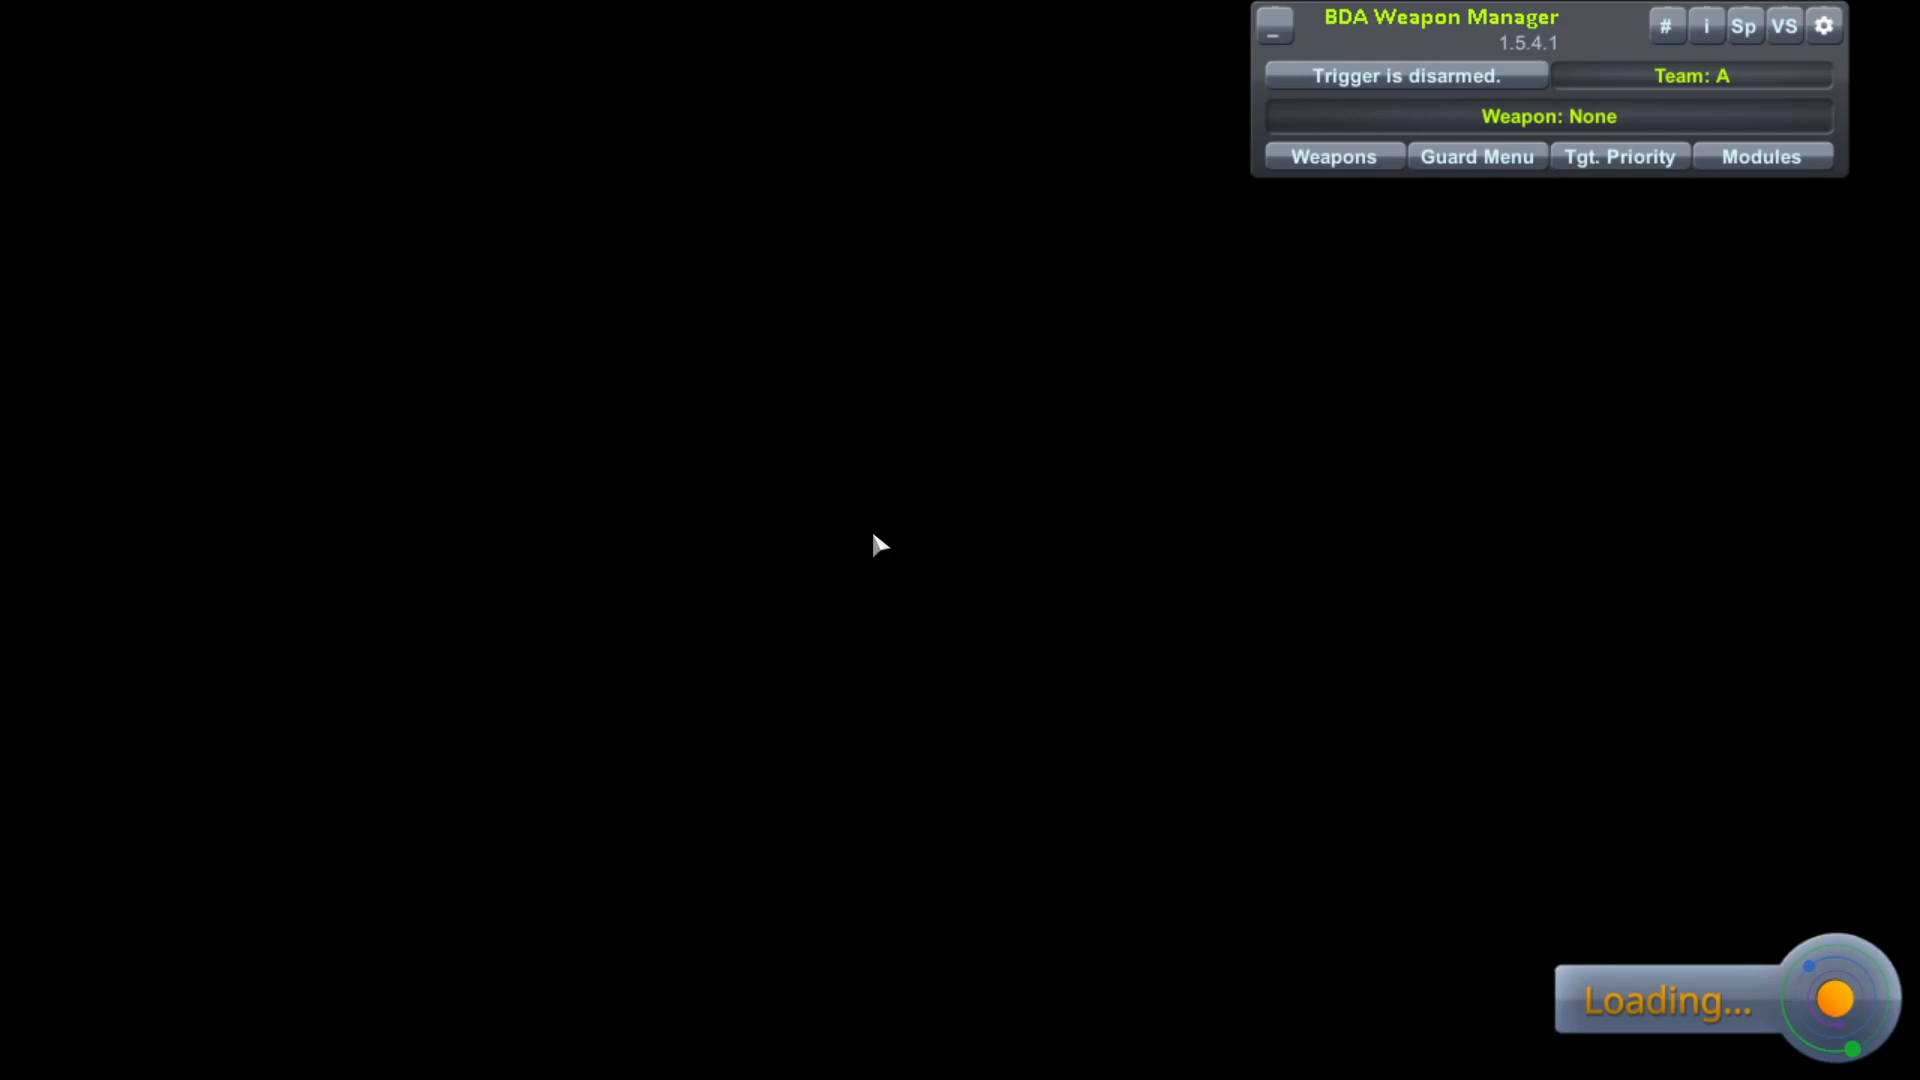 _
BDA Weapon Manager
1.5.4.1
# i Sp VS
Trigger is disarmed. Team: A
Weapon: None
Weapons Guard Menu Tgt. Priority Modules
Loading...